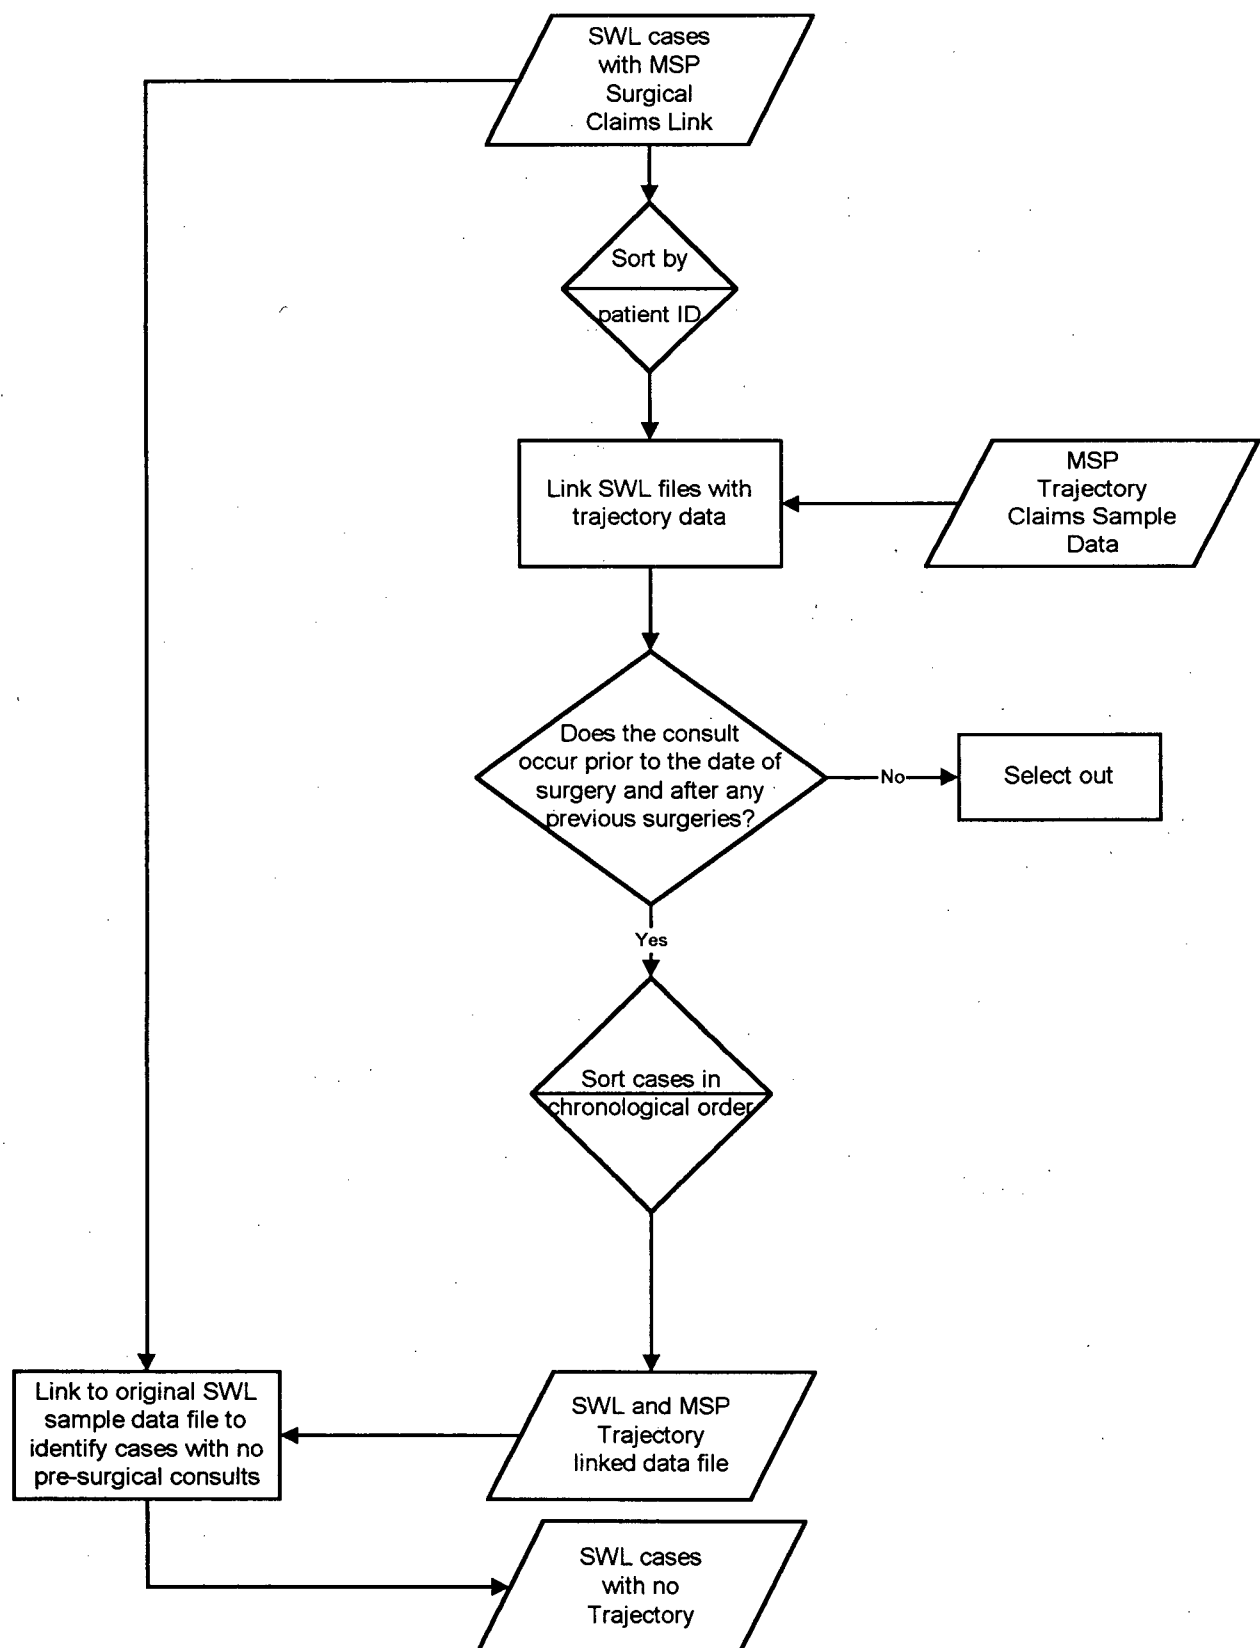 SWL cases
with MSP
Surgical
Claims Link
Sort by
patient ID
Link SWL files with
trajectory data
MSP
Trajectory
Claims Sample
Data
Does the consult
occur prior to the date of
surgery and after any
previous surgeries?
No
Select out
Yes
Sort cases in
chronological order
Link to original SWL
sample data file to
identify cases with no
pre-surgical consults
SWL and MSP
Trajectory
linked data file
SWL cases
with no
Trajectory